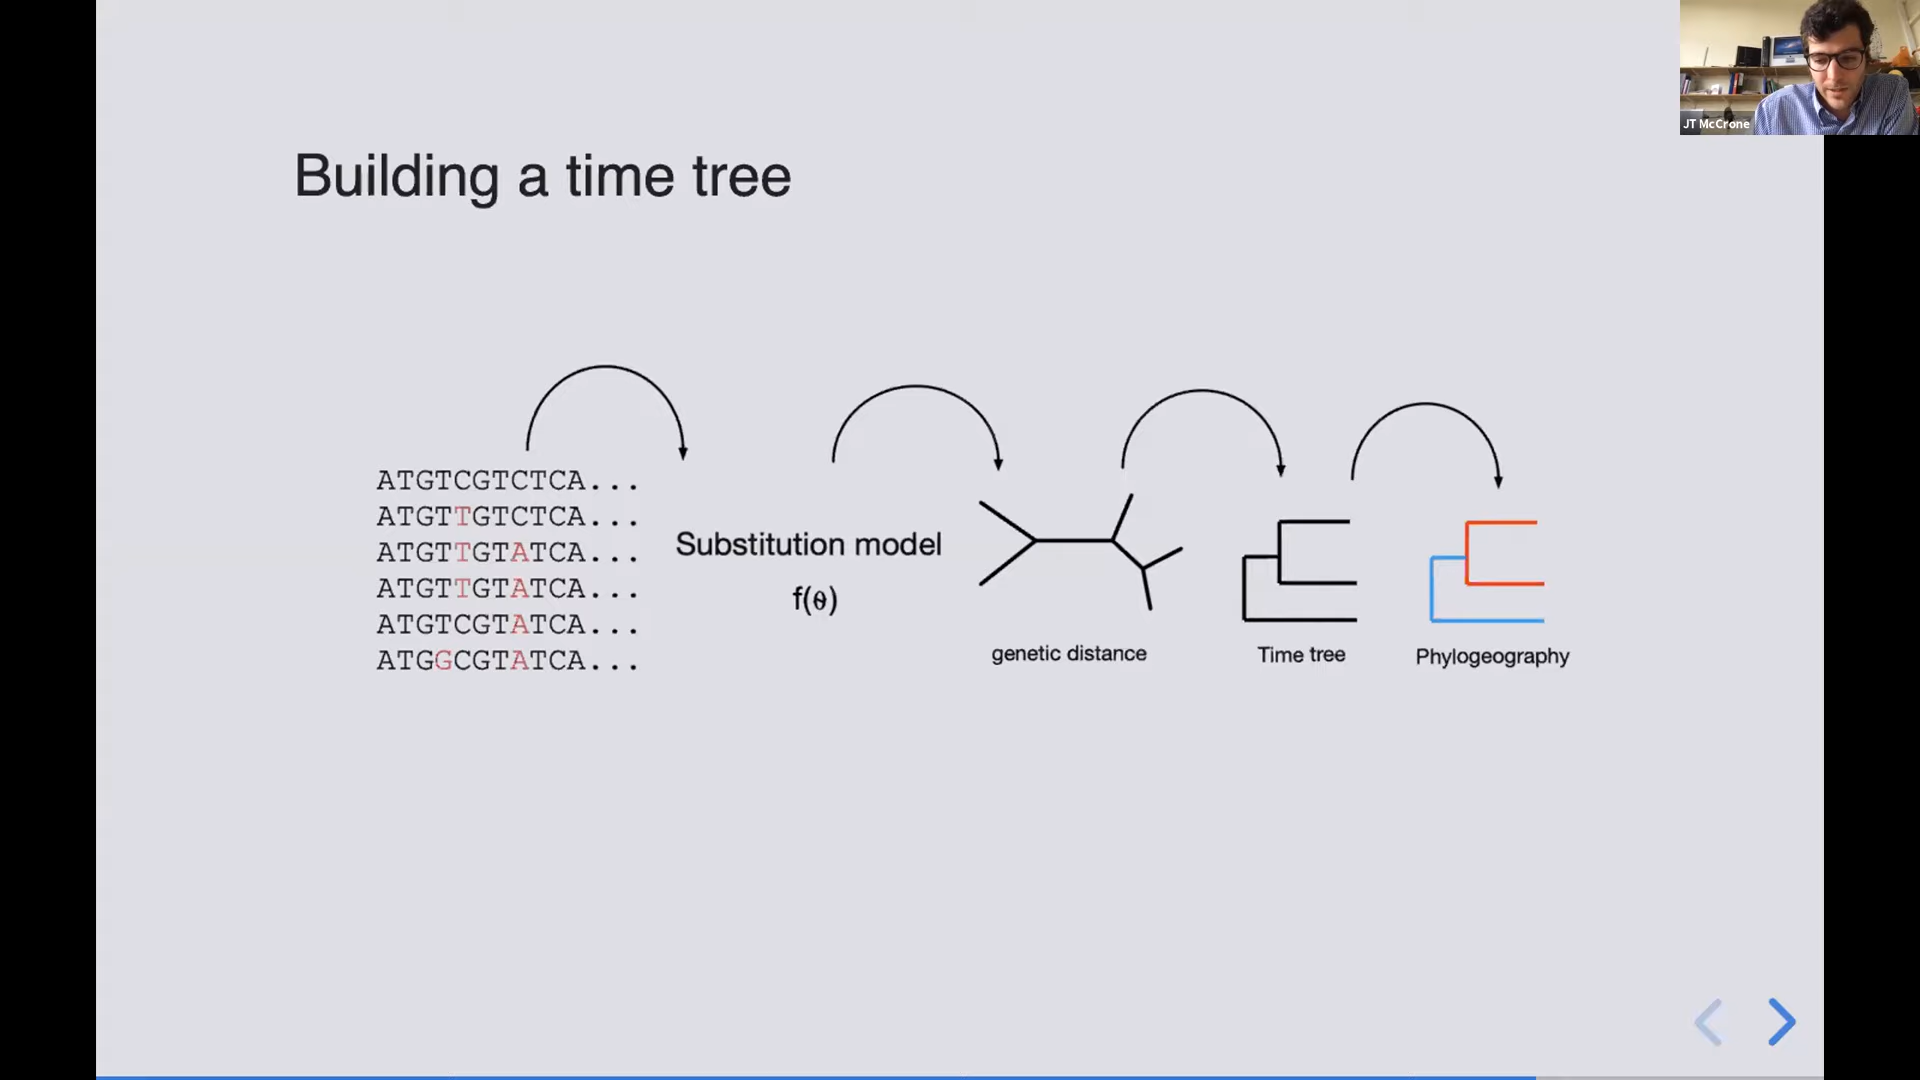 JT McCrone
Building a time tree
ATGTCGTCTCA...
ATGTTGTCTCA...
ATGTTGTATCA...
ATGTTGTATCA...
ATGTCGTATCA...
ATGGCGTATCA...
Substitution model
f(θ)
genetic distance
Time tree
Phylogeography